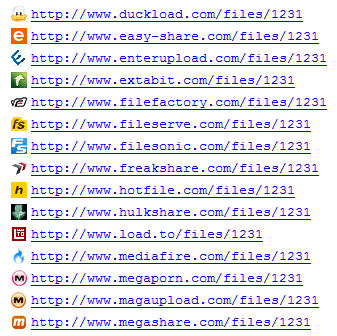 http://www.duckload.com/files/1231
http://www.easy-share.com/files/1231
http://www.enterupload.com/files/1231
http://www.extabit.com/files/1231
http://www.filefactory.com/files/1231
http://www.fileserve.com/files/1231
http://www.filesonic.com/files/1231
http://www.freakshare.com/files/1231
http://www.hotfile.com/files/1231
http://www.hulkshare.com/files/1231
http://www.load.to/files/1231
http://www.mediafire.com/files/1231
http://www.megaporn.com/files/1231
http://www.magaupload.com/files/1231
http://www.megashare.com/files/1231